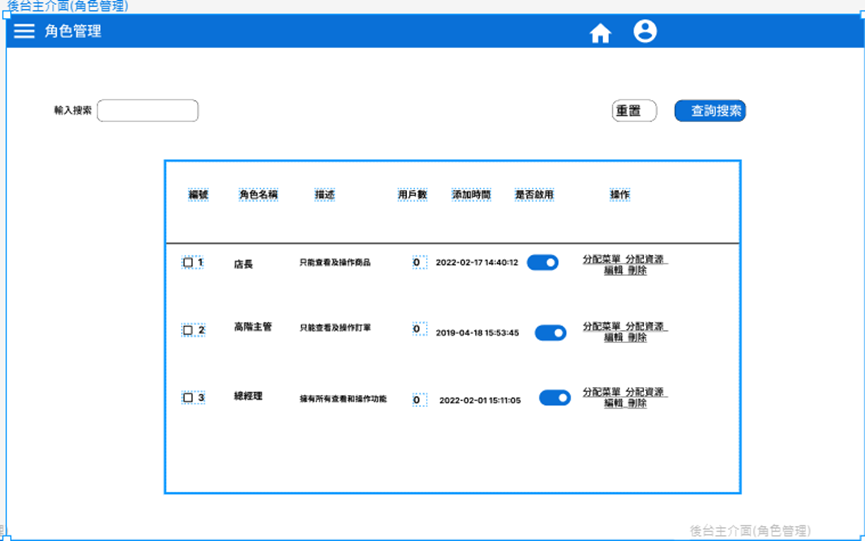 後台主介面(角色管理)
角色管理
輸入搜索
重置
查詢搜索
編號 角色名稱 描述 用戶數 添加時間 是否啟用 操作
1 店長 只能查看及操作商品 0 2022-02-17 14:40:12 分配菜單 分配資源
編輯 刪除
2 高階主管 只能查看及操作訂單 0 2019-04-18 15:53:45 分配菜單 分配資源
編輯 刪除
3 總經理 擁有所有查看和操作功能 0 2022-02-01 15:11:05 分配菜單 分配資源
編輯 刪除
後台主介面(角色管理)